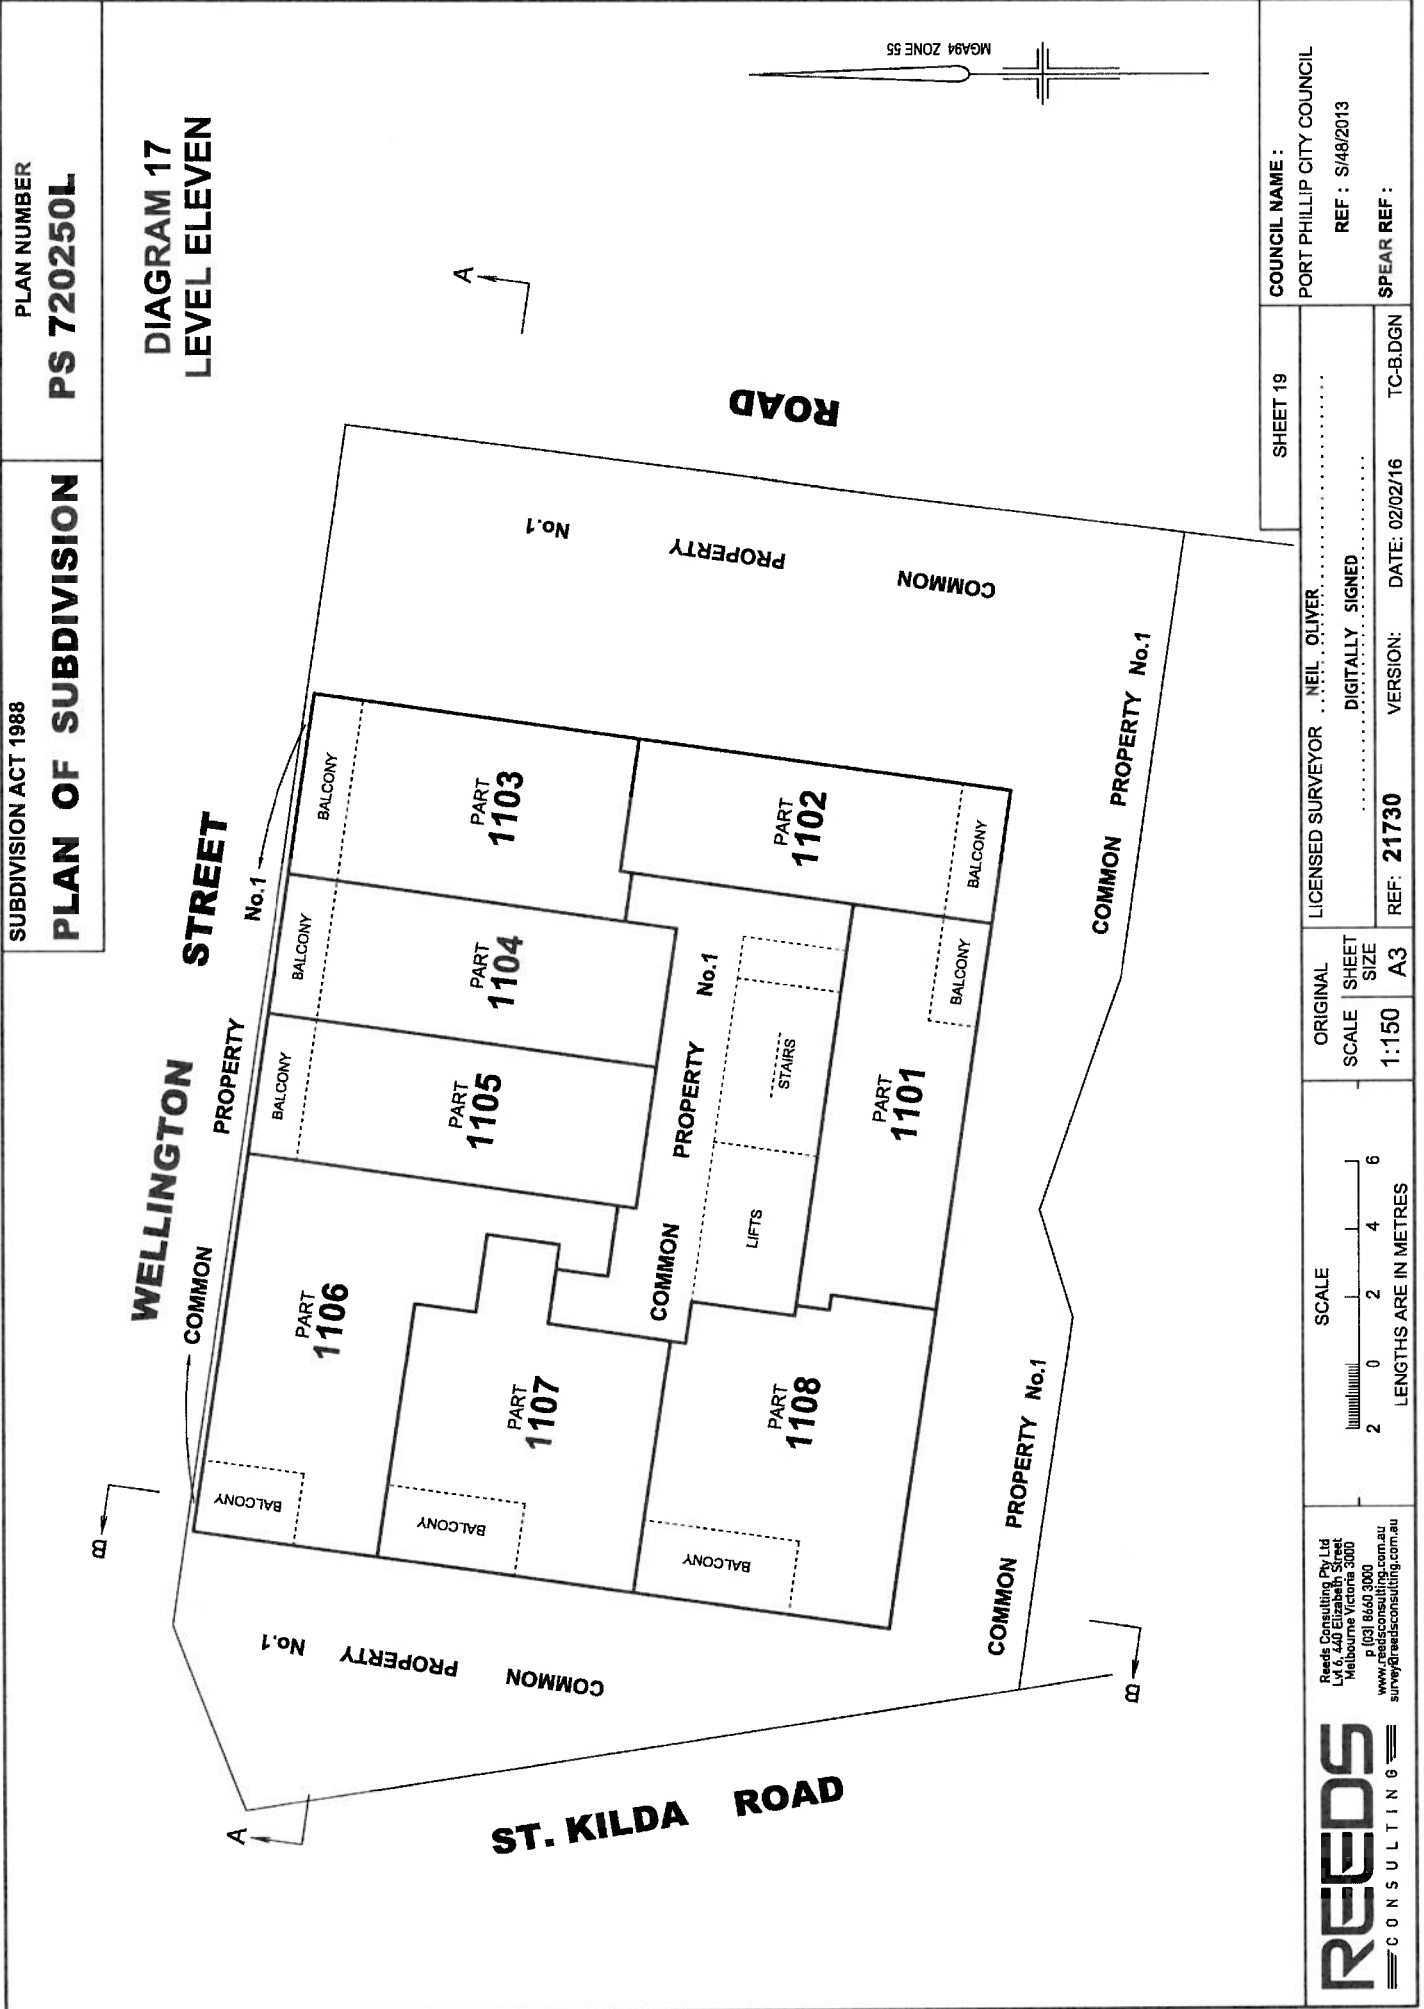 SUBDIVISION ACT 1988
PLAN OF SUBDIVISION
PLAN NUMBER
PS 720250L
DIAGRAM 17
LEVEL ELEVEN
MGA94 ZONE 55
WELLINGTON STREET
COMMON PROPERTY No.1
ROAD
COMMON PROPERTY No.1
A
A
B
B
BALCONY
PART
1106
BALCONY
PART
1105
BALCONY
PART
1104
BALCONY
PART
1103
BALCONY
PART
1107
COMMON PROPERTY No.1
LIFTS
STAIRS
PART
1102
BALCONY
BALCONY
PART
1108
PART
1101
BALCONY
COMMON PROPERTY No.1
COMMON PROPERTY No.1
COMMON PROPERTY No.1
ST. KILDA ROAD
REEDS
CONSULTING
Reeds Consulting Pty Ltd
Lvl 6, 440 Elizabeth Street
Melbourne Victoria 3000
p (03) 8660 3000
www.reedsconsulting.com.au
survey@reedsconsulting.com.au
SCALE
2 0 2 4 6
LENGTHS ARE IN METRES
ORIGINAL
SCALE
1:150
SHEET
SIZE
A3
SHEET 19
LICENSED SURVEYOR NEIL OLIVER
DIGITALLY SIGNED
REF: 21730 VERSION: DATE: 02/02/16 TC-B.DGN
COUNCIL NAME :
PORT PHILLIP CITY COUNCIL
REF : S/48/2013
SPEAR REF :